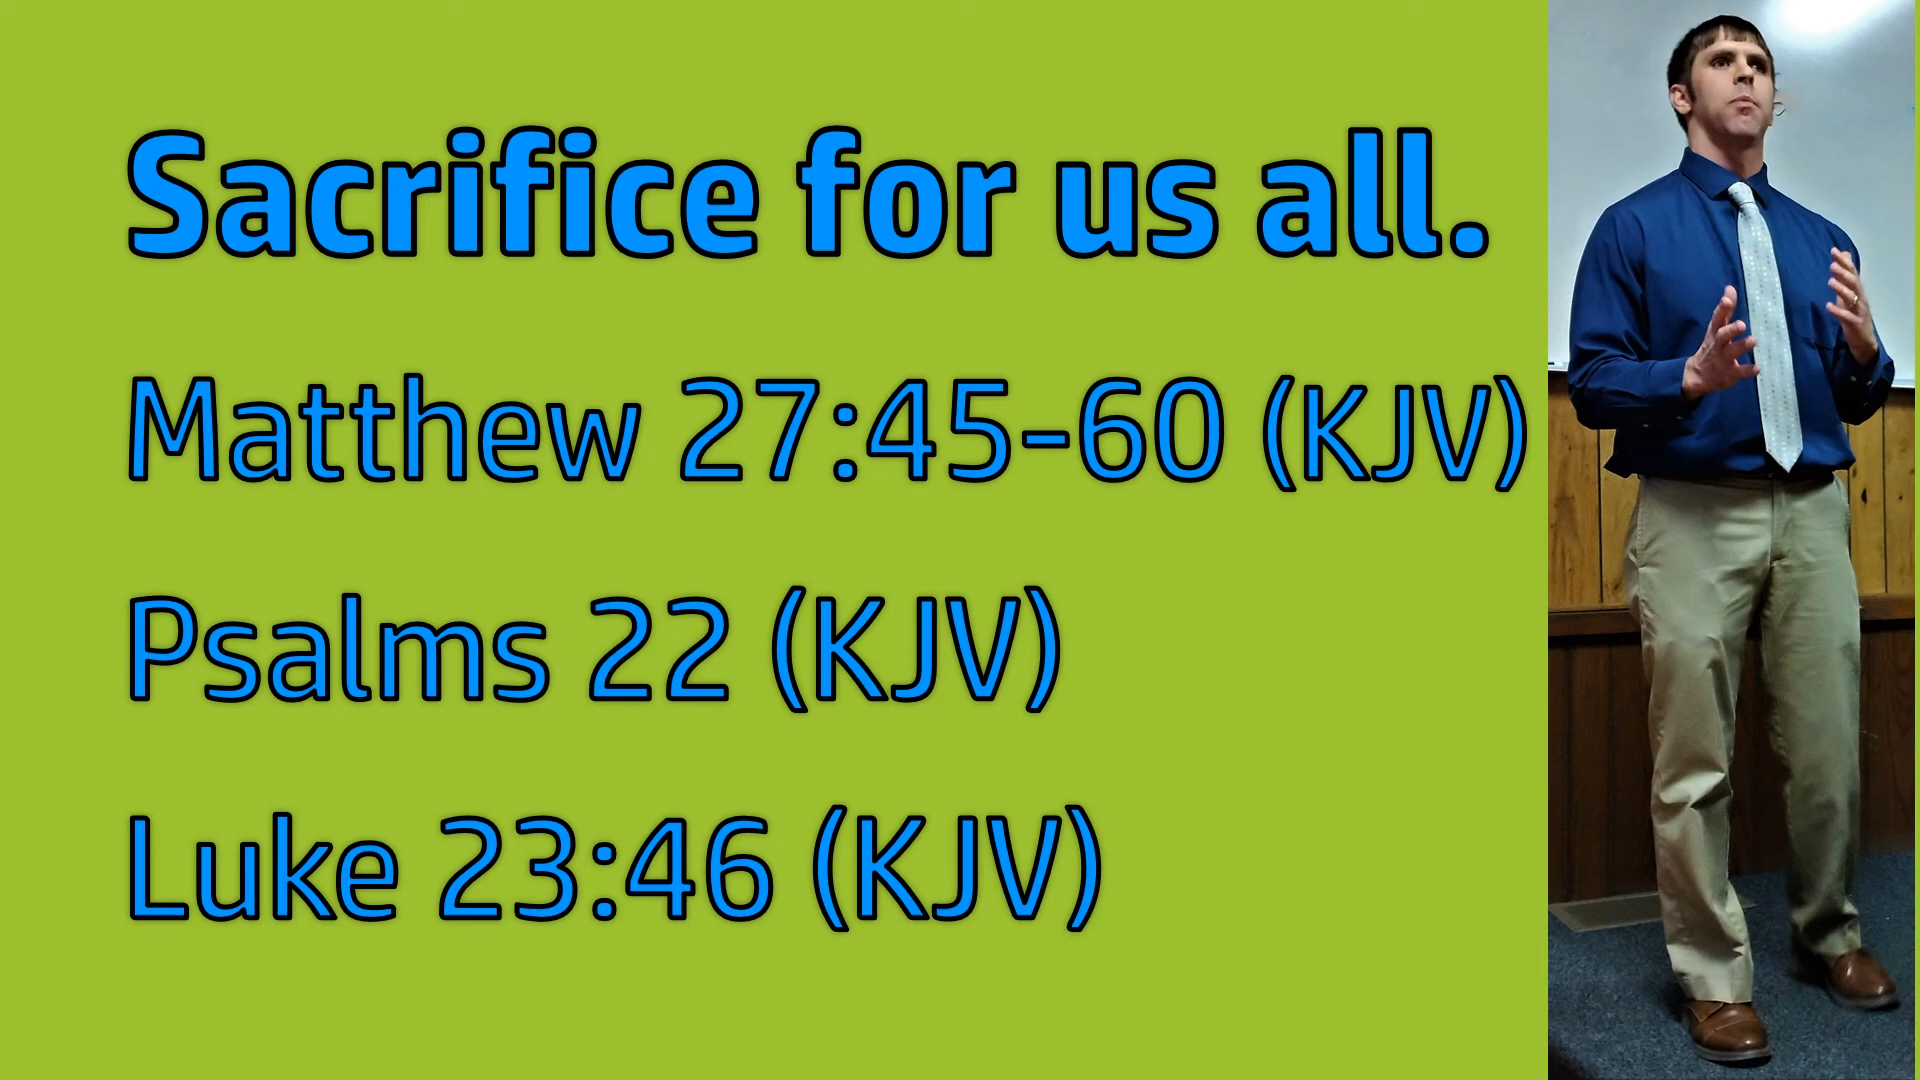 Sacrifice for us all.
Matthew 27:45-60 (KJV)
Psalms 22 (KJV)
Luke 23:46 (KJV)